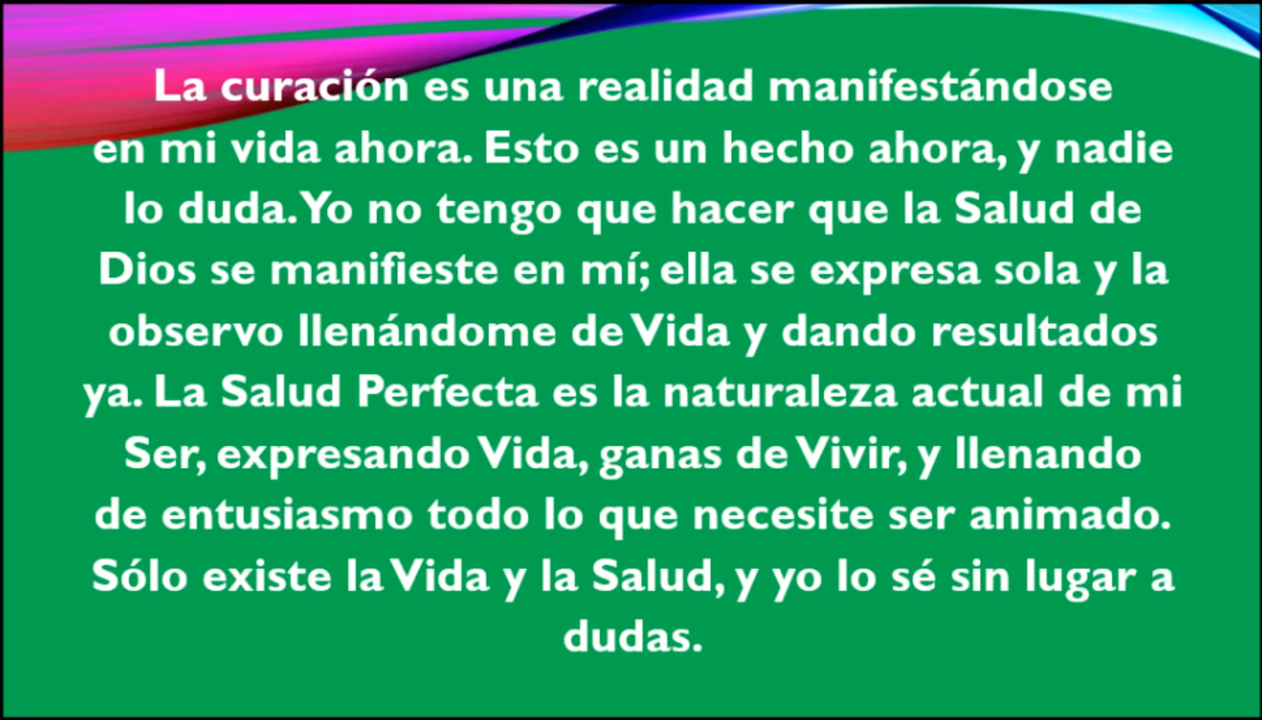 La curación es una realidad manifestándose
en mi vida ahora. Esto es un hecho ahora, y nadie
lo duda. Yo no tengo que hacer que la Salud de
Dios se manifieste en mí; ella se expresa sola y la
observo llenándome de Vida y dando resultados
ya. La Salud Perfecta es la naturaleza actual de mi
Ser, expresando Vida, ganas de Vivir, y llenando
de entusiasmo todo lo que necesite ser animado.
Sólo existe la Vida y la Salud, y yo lo sé sin lugar a
dudas.